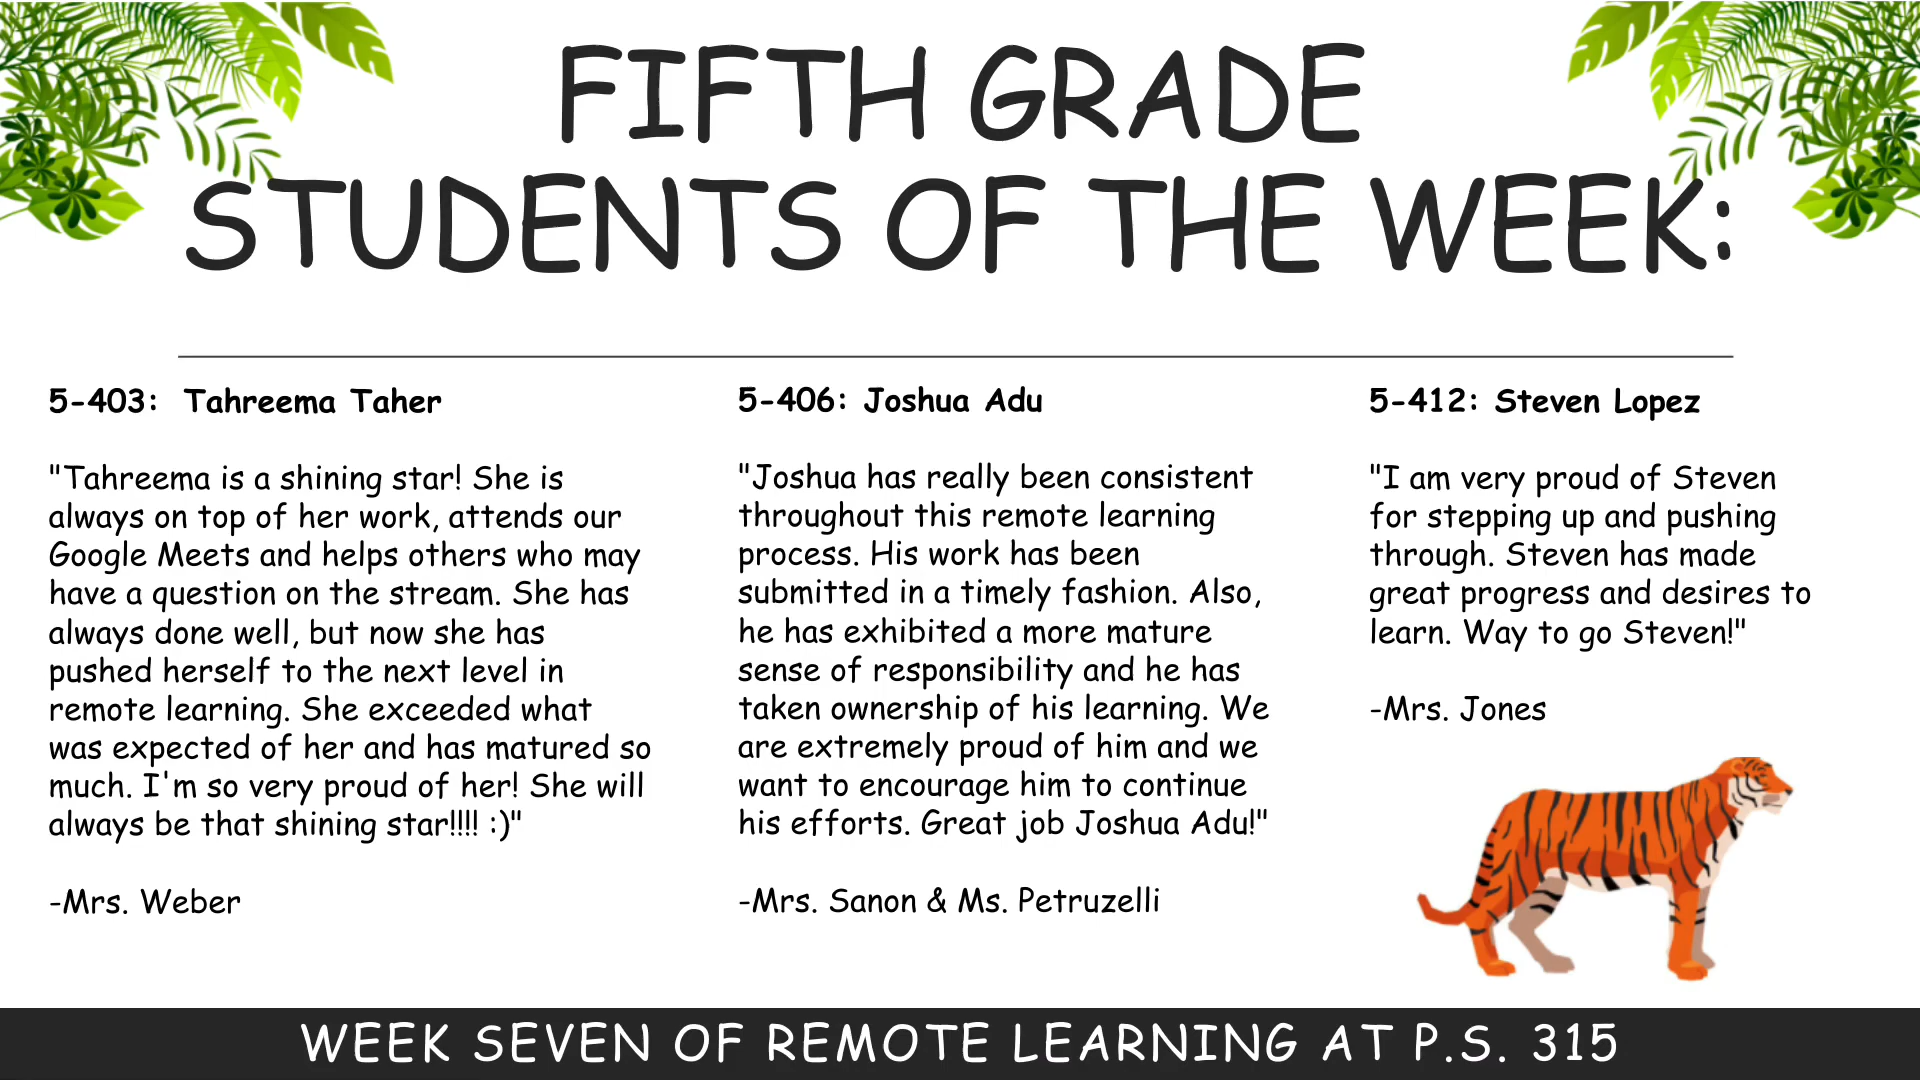 FIFTH GRADE
STUDENTS OF THE WEEK:
5-403:  Tahreema Taher
"Tahreema is a shining star! She is
always on top of her work, attends our
Google Meets and helps others who may
have a question on the stream. She has
always done well, but now she has
pushed herself to the next level in
remote learning. She exceeded what
was expected of her and has matured so
much. I'm so very proud of her! She will
always be that shining star!!!! :)"
-Mrs. Weber
5-406: Joshua Adu
"Joshua has really been consistent
throughout this remote learning
process. His work has been
submitted in a timely fashion. Also,
he has exhibited a more mature
sense of responsibility and he has
taken ownership of his learning. We
are extremely proud of him and we
want to encourage him to continue
his efforts. Great job Joshua Adu!"
-Mrs. Sanon & Ms. Petruzelli
5-412: Steven Lopez
"I am very proud of Steven
for stepping up and pushing
through. Steven has made
great progress and desires to
learn. Way to go Steven!"
-Mrs. Jones
WEEK SEVEN OF REMOTE LEARNING AT P.S. 315